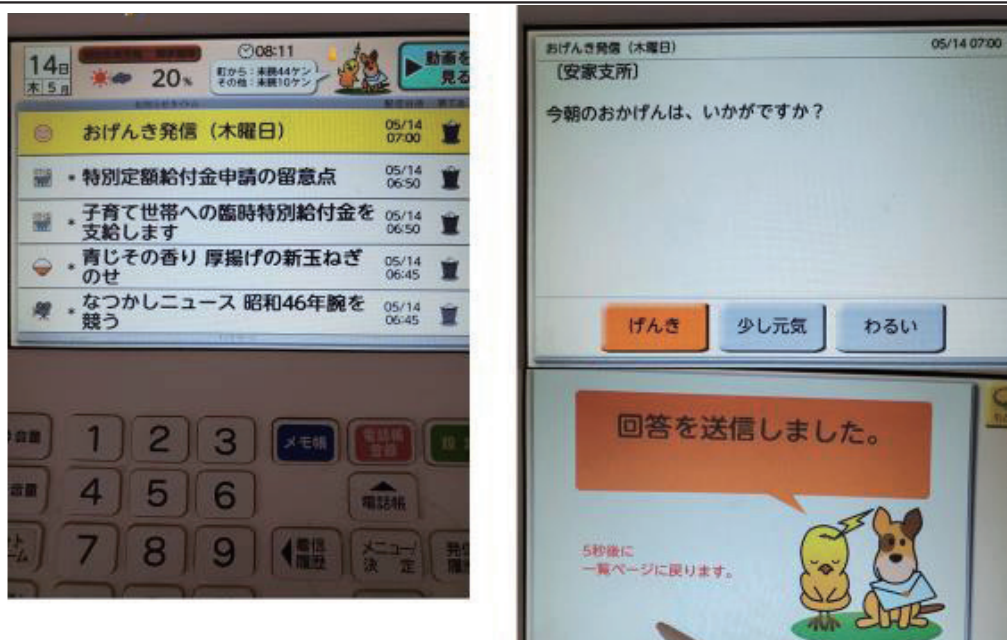 14日
木 5月
20%
08:11
町から：未読44ケン
その他：未読10ケン
動画を
見る
おげんき発信（木曜日）
05/14
07:00
* 特別定額給付金申請の留意点
05/14
06:50
* 子育て世帯への臨時特別給付金を
支給します
05/14
06:50
* 青じその香り 厚揚げの新玉ねぎ
のせ
05/14
06:45
* なつかしニュース 昭和46年腕を
競う
05/14
06:45
音量
1 2 3
メモ帳
電話帳
登録
音量
4 5 6
電話帳
7 8 9
着信
履歴
メニュー/
決 定
おげんき発信（木曜日）
05/14 07:00
〔安家支所〕
今朝のおかげんは、いかがですか？
げんき
少し元気
わるい
回答を送信しました。
5秒後に
一覧ページに戻ります。